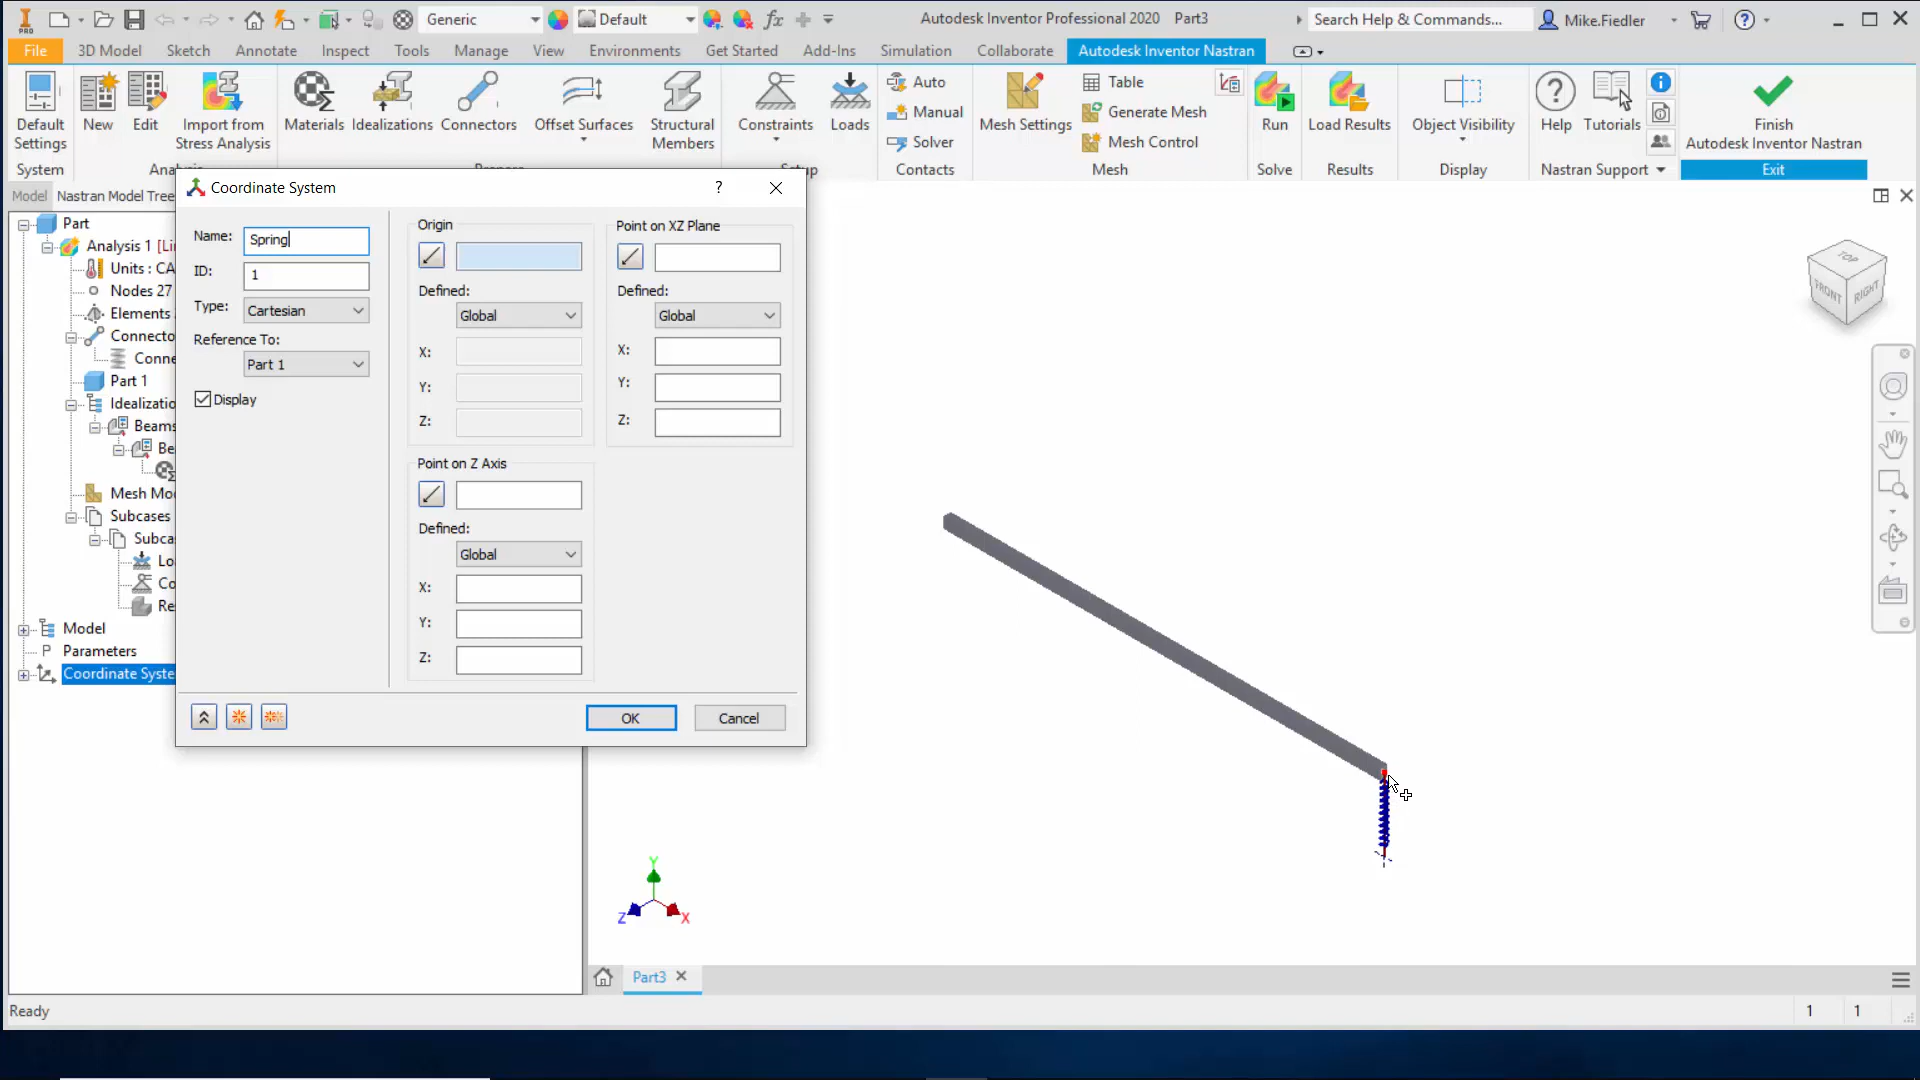 PRO
Generic
Default
fx
Autodesk Inventor Professional 2020 Part3
Search Help & Commands...
Mike.Fiedler
File
3D Model
Sketch
Annotate
Inspect
Tools
Manage
View
Environments
Get Started
Add-Ins
Simulation
Collaborate
Autodesk Inventor Nastran
Default Settings
New
Edit
Import from Stress Analysis
Materials
Idealizations
Connectors
Offset Surfaces
Structural Members
Constraints
Loads
Auto
Manual
Solver
Mesh Settings
Table
Generate Mesh
Mesh Control
Run
Load Results
Object Visibility
Help
Tutorials
Finish
Autodesk Inventor Nastran
System
Contacts
Mesh
Solve
Results
Display
Nastran Support
Exit
Model
Nastran Model Tree
Part
Analysis 1 [Li
Units : CA
Nodes 27
Elements
Connecto
Conne
Part 1
Idealizatio
Beams
Be
Mesh Mo
Subcases
Subca
Lo
Co
Re
Model
P Parameters
Coordinate Syste
Coordinate System
?
Name: Spring
ID: 1
Type: Cartesian
Reference To:
Part 1
Display
Origin
Defined:
Global
X:
Y:
Z:
Point on Z Axis
Defined:
Global
X:
Y:
Z:
Point on XZ Plane
Defined:
Global
X:
Y:
Z:
OK
Cancel
TOP
FRONT
RIGHT
Y
Z
X
Part3
Ready
1 1